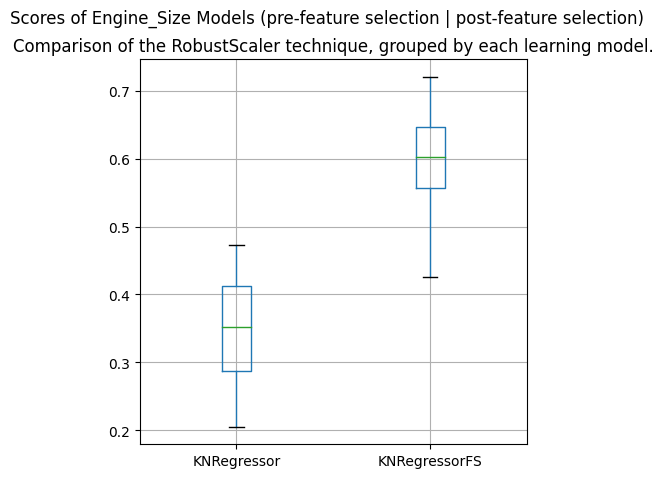 Scores of Engine_Size Models (pre-feature selection | post-feature selection)
Comparison of the RobustScaler technique, grouped by each learning model.
0.7
0.6
0.5
0.4
0.3
0.2
KNRegressor
KNRegressorFS